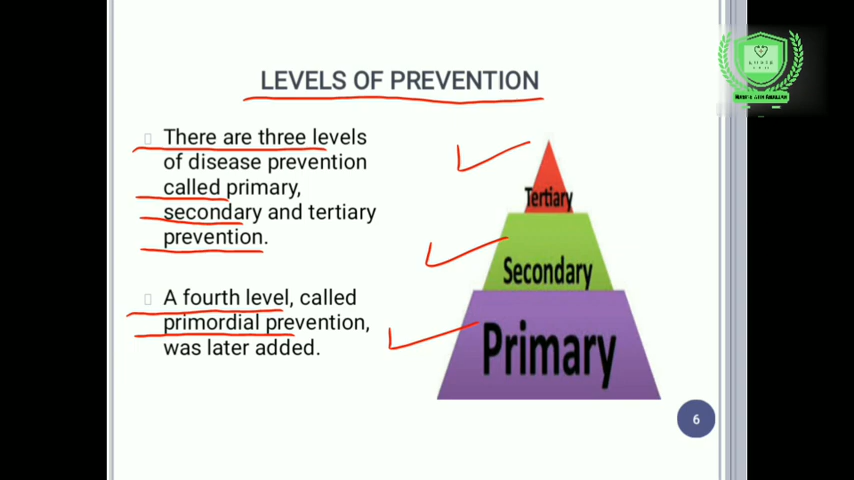 LEVELS OF PREVENTION
There are three levels
of disease prevention
called primary,
secondary and tertiary
prevention.
A fourth level, called
primordial prevention,
was later added.
Tertiary
Secondary
Primary
6